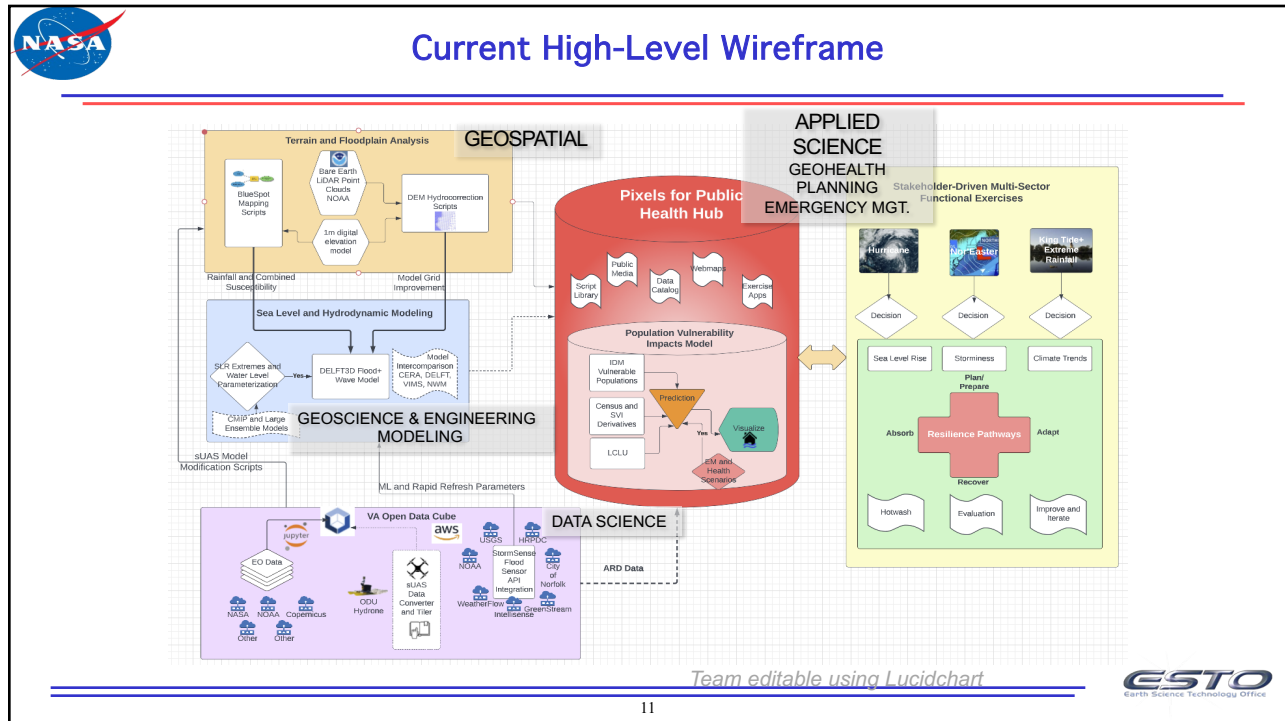 NASA
Current High-Level Wireframe
GEOSPATIAL
Terrain and Floodplain Analysis
BlueSpot
Mapping
Scripts
Bare Earth
LiDAR Point
Clouds
NOAA
1m digital
elevation
model
DEM Hydrocorrection
Scripts
Rainfall and Combined
Susceptibility
Model Grid
Improvement
Sea Level and Hydrodynamic Modeling
SLR Extremes and
Water Level
Parameterization
Yes
DELFT3D Flood+
Wave Model
Model
Intercomparison
CERA, DELFT,
VIMS, NWM
CMIP and Large
Ensemble Models
GEOSCIENCE & ENGINEERING
MODELING
sUAS Model
Modification Scripts
ML and Rapid Refresh Parameters
VA Open Data Cube
DATA SCIENCE
jupyter
aws
EO Data
NASA
NOAA
Copernicus
Other
Other
ODU
Hydrone
sUAS
Data
Converter
and Tiler
USGS
HRPDC
NOAA
StormSense
Flood
Sensor
API
Integration
City
of
Norfolk
WeatherFlow
Intellisense
GreenStream
ARD Data
Pixels for Public
Health Hub
Script
Library
Public
Media
Data
Catalog
Webmaps
Exercise
Apps
Population Vulnerability
Impacts Model
IDM
Vulnerable
Populations
Census and
SVI
Derivatives
LCLU
Prediction
Yes
Visualize
EM and
Health
Scenarios
APPLIED
SCIENCE
GEOHEALTH
PLANNING
EMERGENCY MGT.
Stakeholder-Driven Multi-Sector
Functional Exercises
Hurricane
Nor'Easter
King Tide+
Extreme
Rainfall
Decision
Decision
Decision
Sea Level Rise
Storminess
Climate Trends
Plan/
Prepare
Absorb
Resilience Pathways
Adapt
Recover
Hotwash
Evaluation
Improve and
Iterate
Team editable using Lucidchart
ESTO
Earth Science Technology Office
11